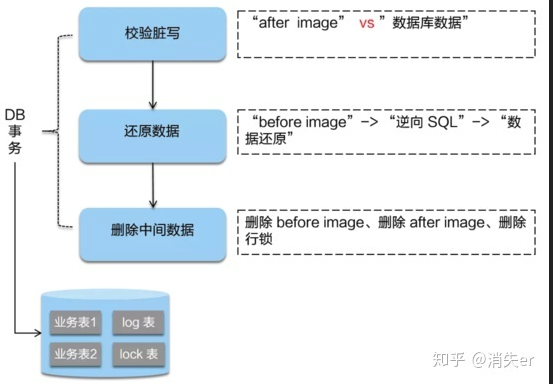 校验脏写
“after image” vs ” 数据库数据”
DB
事
务
还原数据
“before image”–> “逆向 SQL”–> “数
据还原”
删除中间数据
删除 before image、删除 after image、删除
行锁
业务表1
log 表
业务表2
lock 表
知乎 @消失er